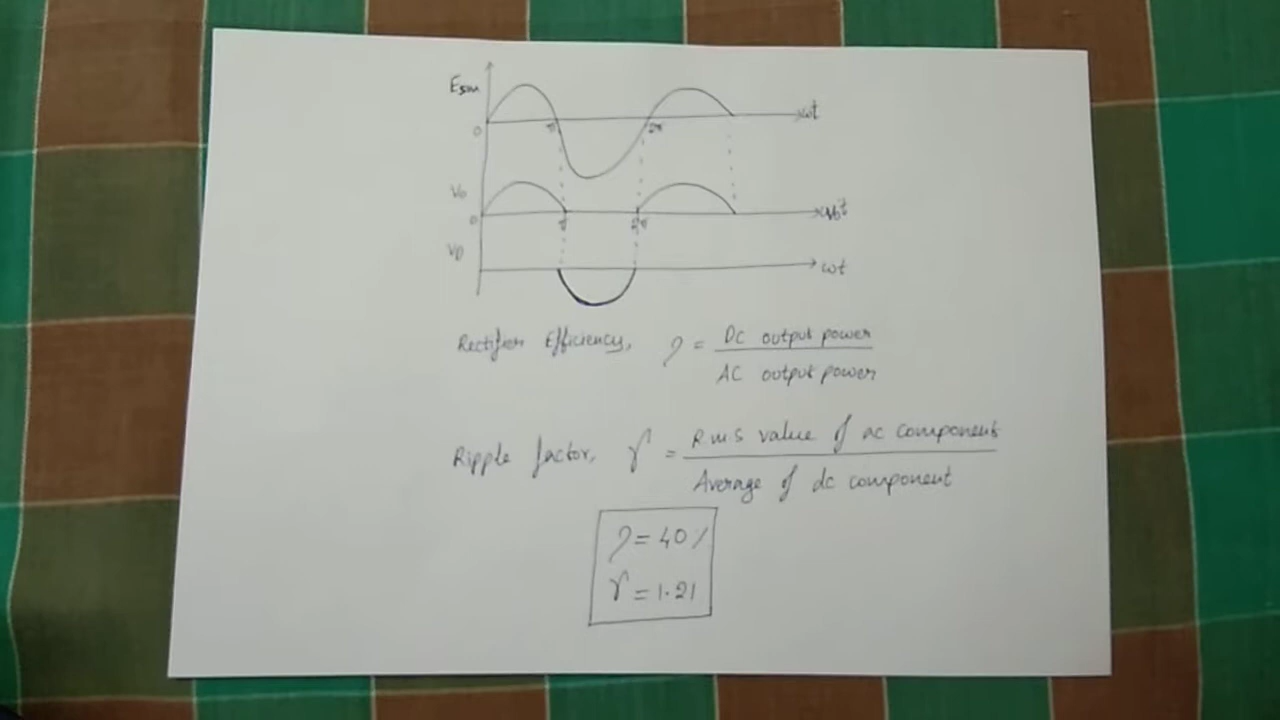 Esm
0 π 2π ωt
Vo
0 π 2π ωt
VD
ωt
Rectifier Efficiency, η = DC output power
AC output power
Ripple factor, γ = RMS value of ac component
Average of dc component
η = 40%
γ = 1.21